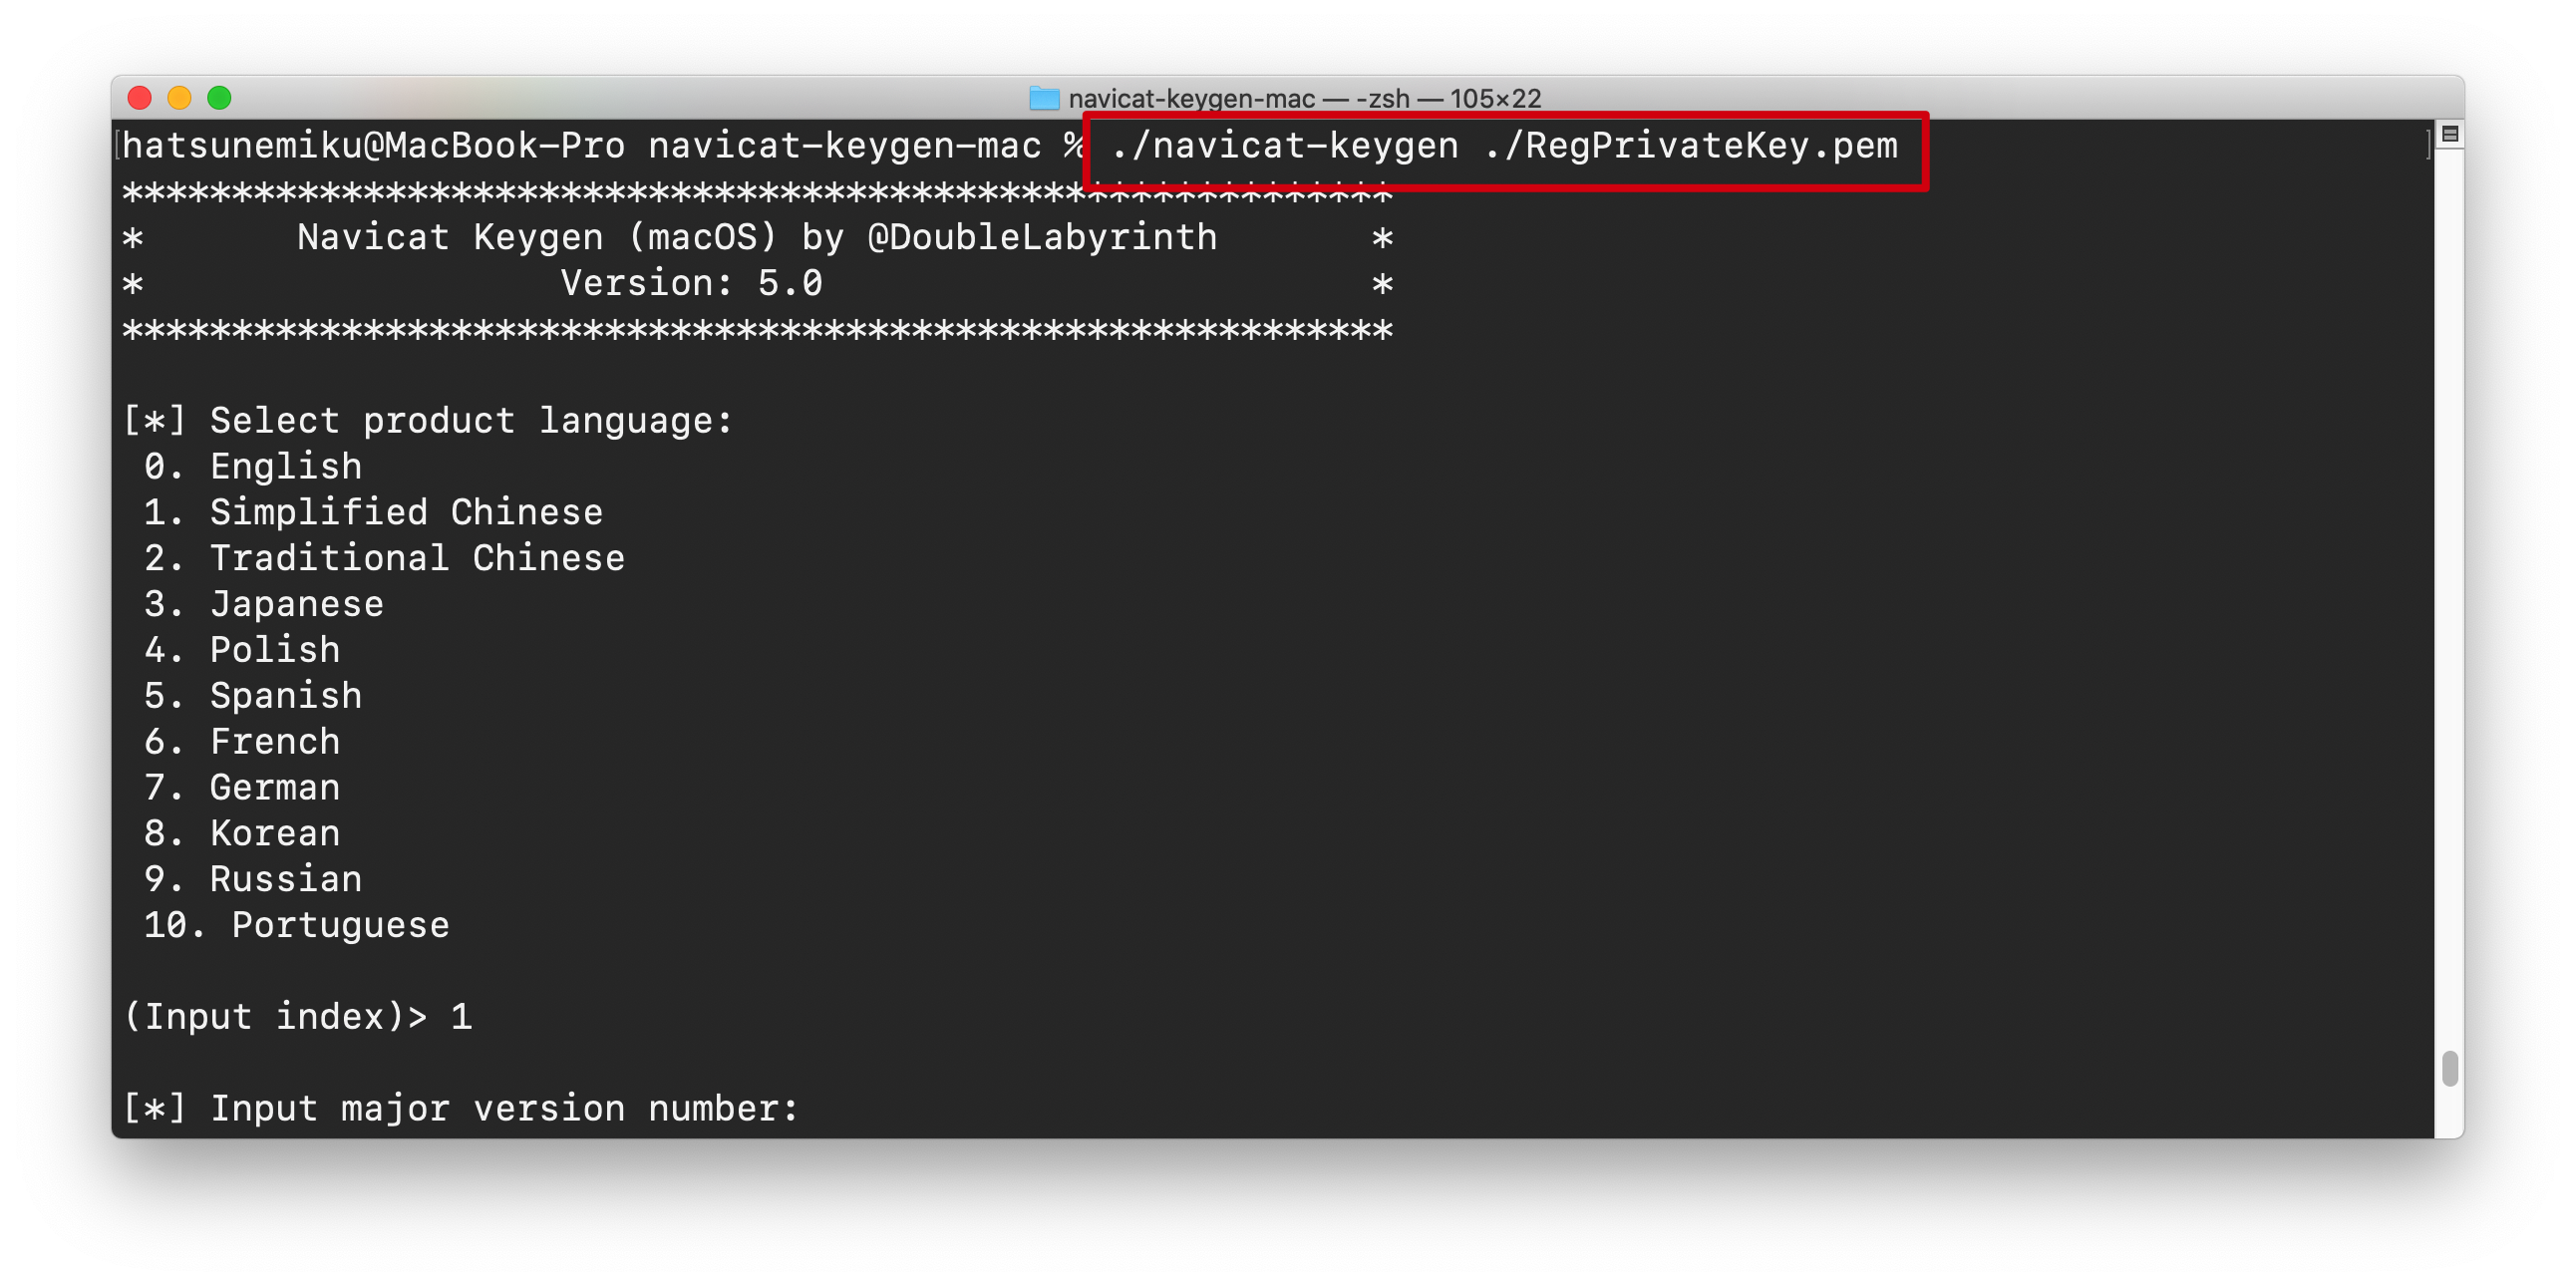 navicat-keygen-mac — -zsh — 105×22
[hatsunemiku@MacBook-Pro navicat-keygen-mac % ./navicat-keygen ./RegPrivateKey.pem ]
**********************************************************
*       Navicat Keygen (macOS) by @DoubleLabyrinth       *
*                   Version: 5.0                         *
**********************************************************
[*] Select product language:
0. English
1. Simplified Chinese
2. Traditional Chinese
3. Japanese
4. Polish
5. Spanish
6. French
7. German
8. Korean
9. Russian
10. Portuguese
(Input index)> 1
[*] Input major version number: